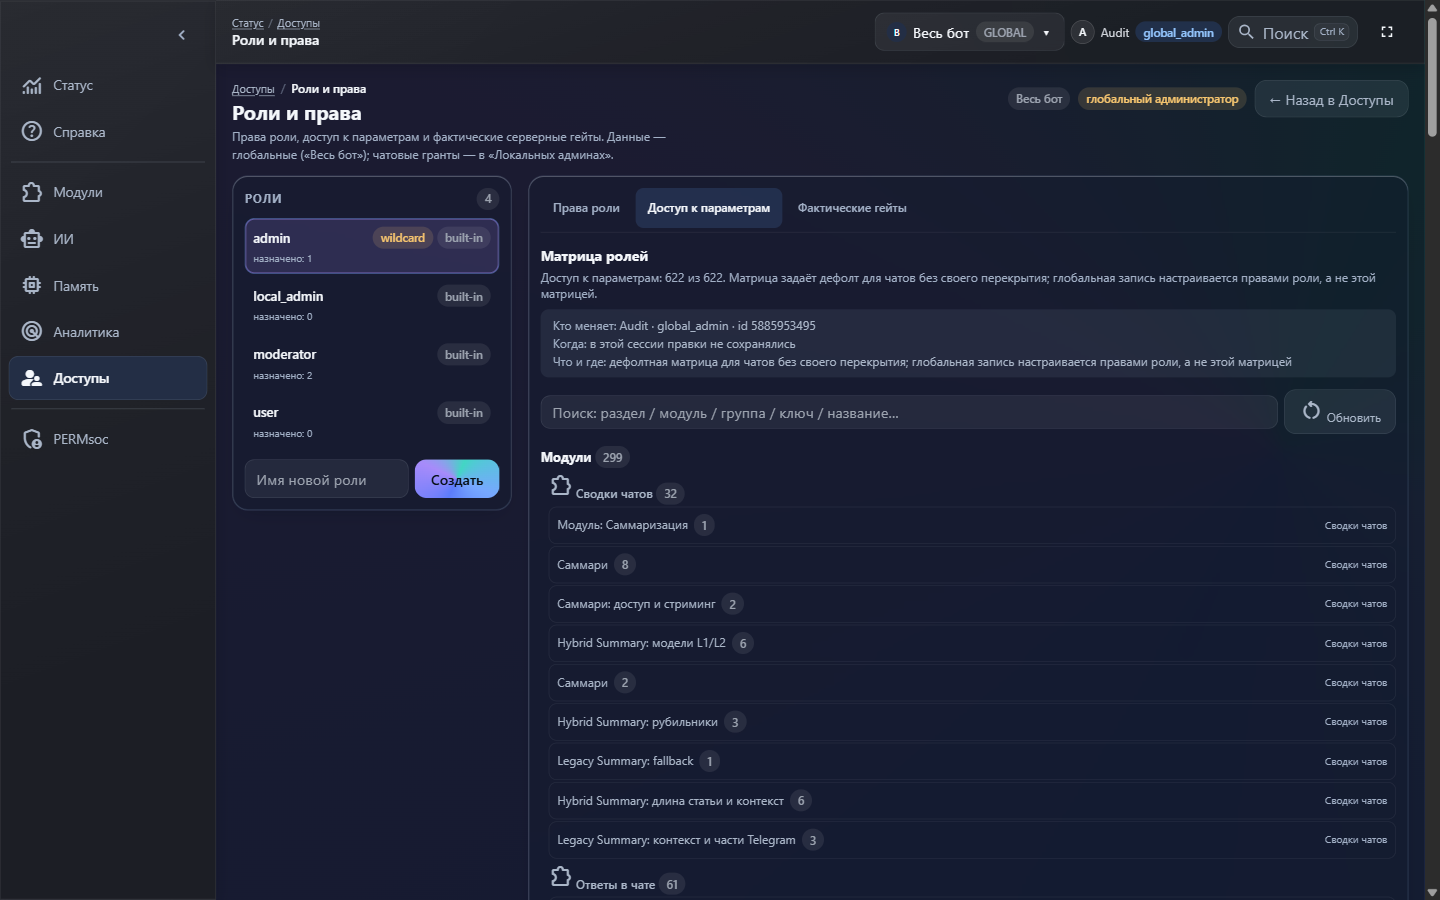 Статус
Справка
Модули
ИИ
Память
Аналитика
Доступы
PERMsoc
Статус / Доступы
Роли и права
B Весь бот GLOBAL ▾
A Audit global_admin
Поиск Ctrl K
Доступы / Роли и права
Роли и права
Права роли, доступ к параметрам и фактические серверные гейты. Данные —
глобальные («Весь бот»); чатовые гранты — в «Локальных админах».
Весь бот глобальный администратор ← Назад в Доступы
РОЛИ 4
admin wildcard built-in
назначено: 1
local_admin built-in
назначено: 0
moderator built-in
назначено: 2
user built-in
назначено: 0
Имя новой роли Создать
Права роли Доступ к параметрам Фактические гейты
Матрица ролей
Доступ к параметрам: 622 из 622. Матрица задаёт дефолт для чатов без своего перекрытия; глобальная запись настраивается правами роли, а не этой
матрицей.
Кто меняет: Audit · global_admin · id 5885953495
Когда: в этой сессии правки не сохранялись
Что и где: дефолтная матрица для чатов без своего перекрытия; глобальная запись настраивается правами роли, а не этой матрицей
Поиск: раздел / модуль / группа / ключ / название... Обновить
Модули 299
Сводки чатов 32
Модуль: Саммаризация 1 Сводки чатов
Саммари 8 Сводки чатов
Саммари: доступ и стриминг 2 Сводки чатов
Hybrid Summary: модели L1/L2 6 Сводки чатов
Саммари 2 Сводки чатов
Hybrid Summary: рубильники 3 Сводки чатов
Legacy Summary: fallback 1 Сводки чатов
Hybrid Summary: длина статьи и контекст 6 Сводки чатов
Legacy Summary: контекст и части Telegram 3 Сводки чатов
Ответы в чате 61